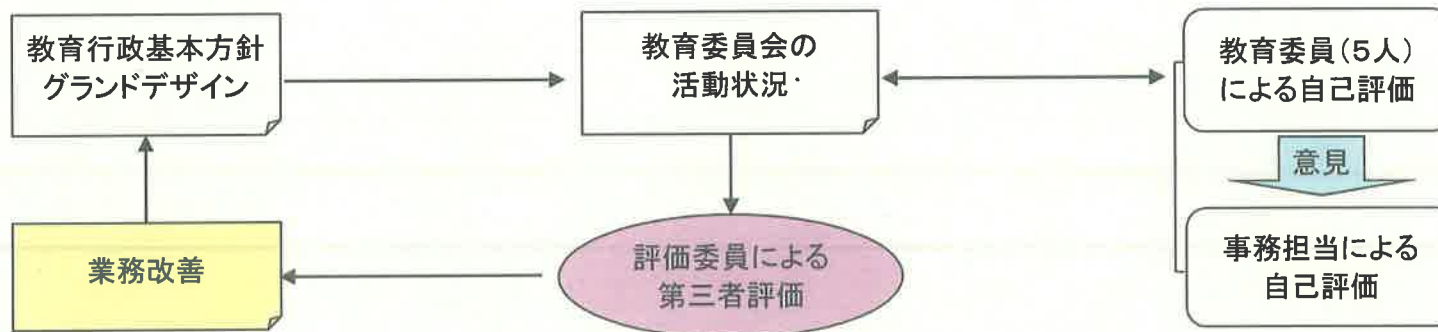 教育行政基本方針
グランドデザイン
教育委員会の
活動状況
教育委員(5人)
による自己評価
意見
事務担当による
自己評価
評価委員による
第三者評価
業務改善